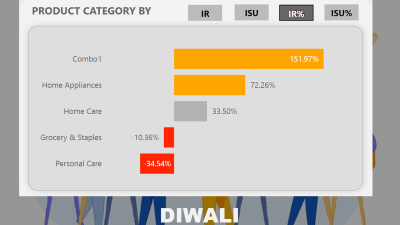 PRODUCT CATEGORY BY IR ISU IR% ISU%
Combo1 151.97%
Home Appliances 72.26%
Home Care 33.50%
Grocery & Staples -10.36%
Personal Care -34.54%
DIWALI